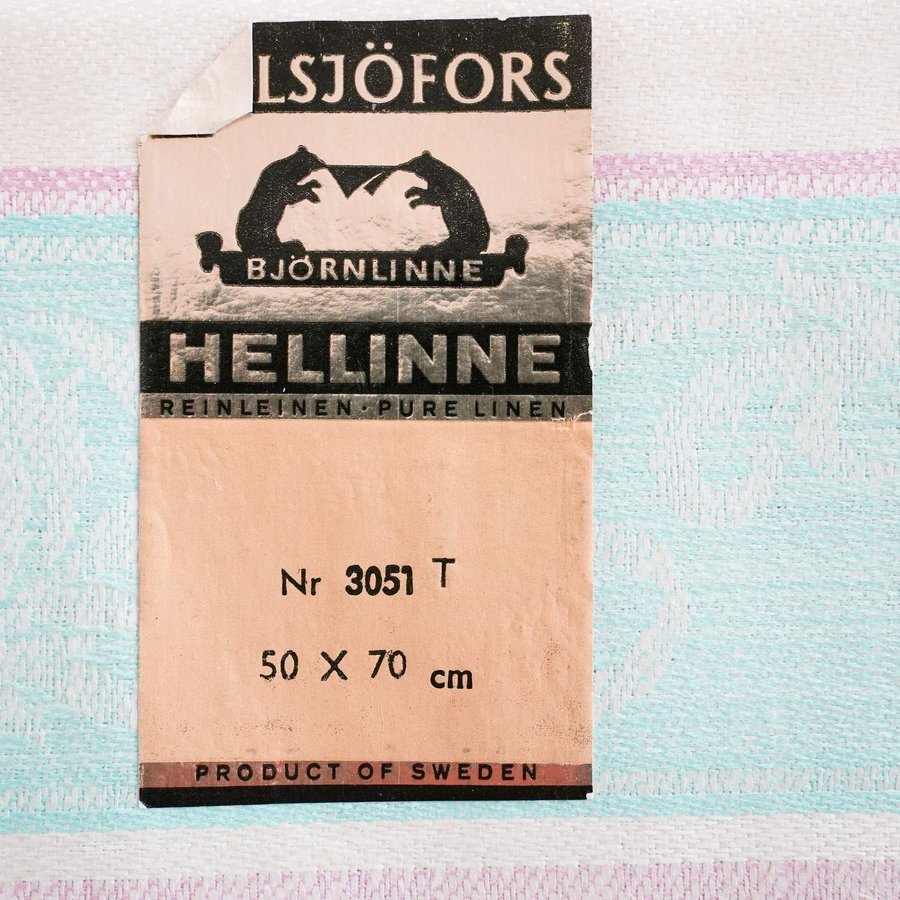 LSJÖFORS
BJÖRNLINNE
HELLINNE
REINLEINEN · PURE LINEN
Nr 3051 T
50 X 70 cm
PRODUCT OF SWEDEN